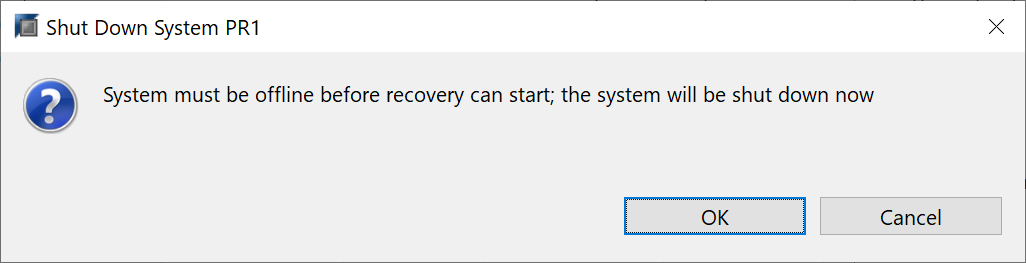 Shut Down System PR1
System must be offline before recovery can start; the system will be shut down now
OK
Cancel